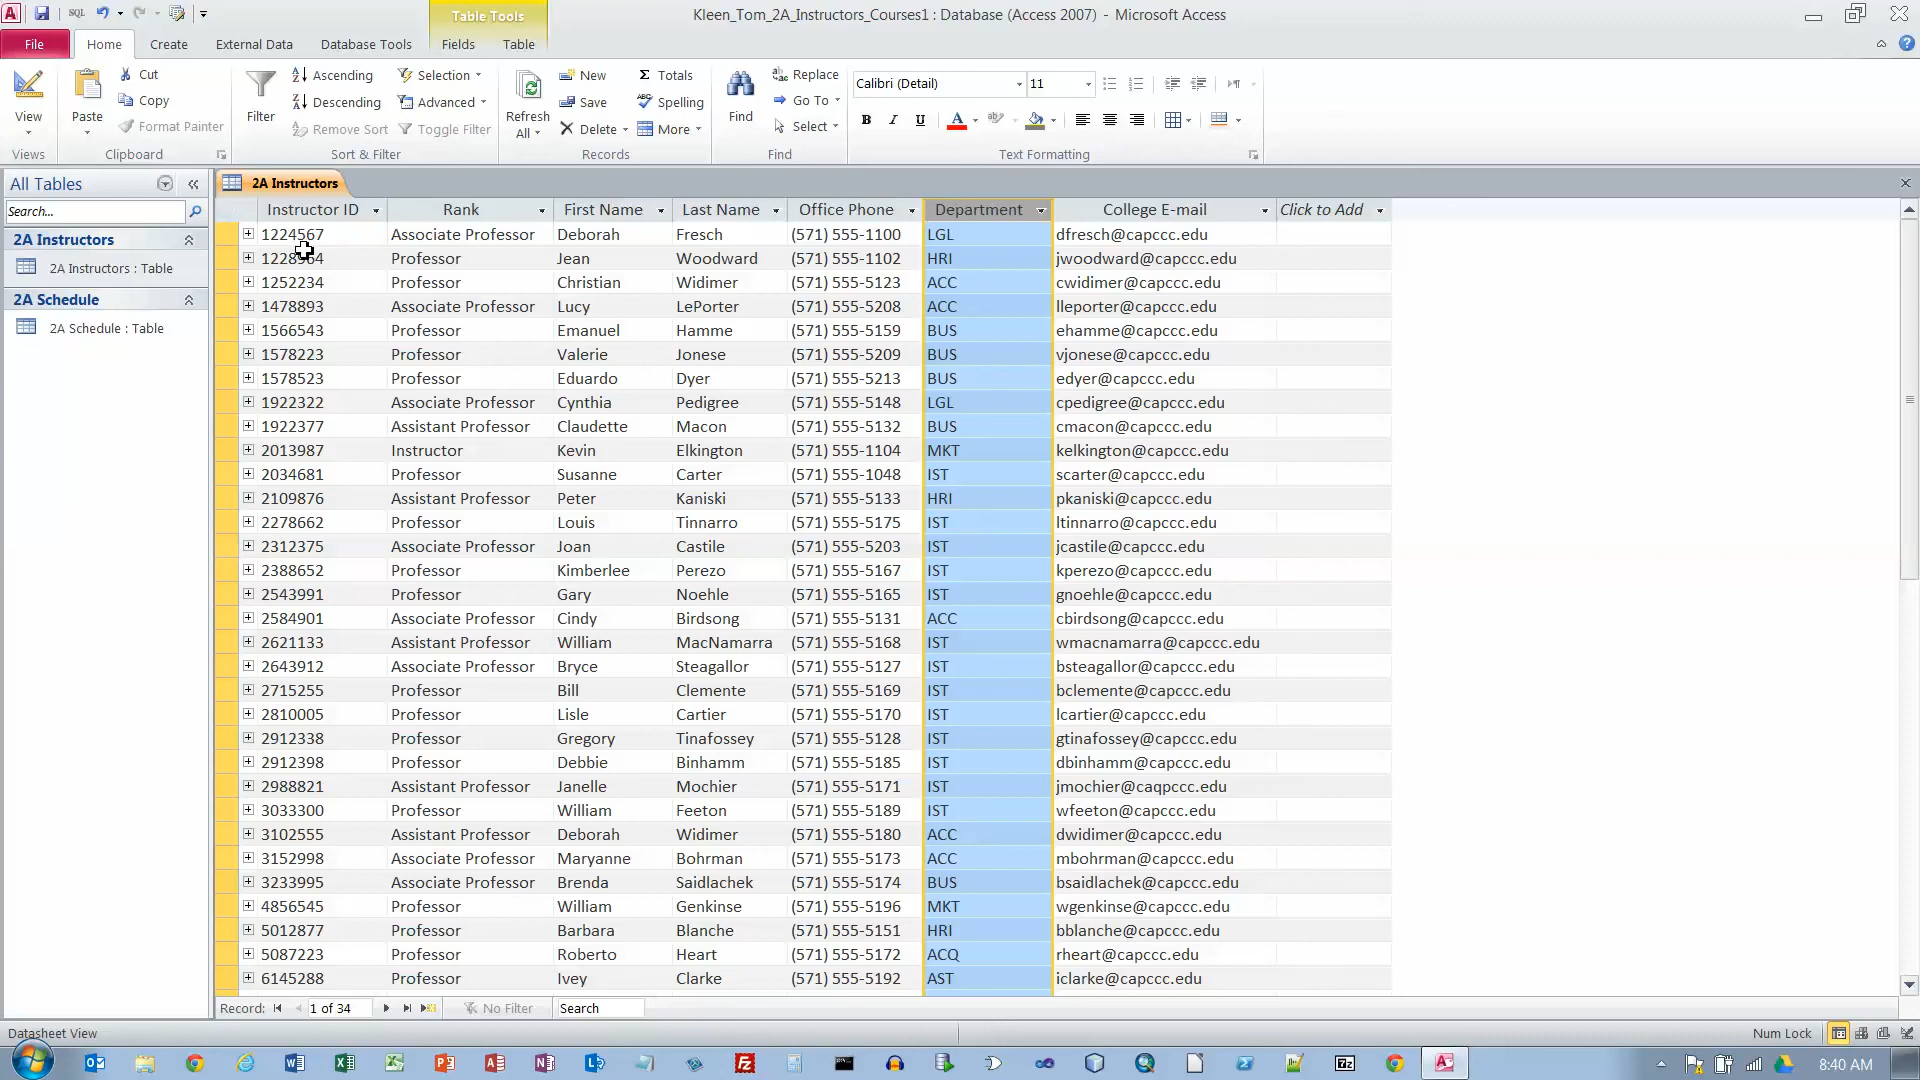 SQL
Table Tools
Kleen_Tom_2A_Instructors_Courses1 : Database (Access 2007) - Microsoft Access
File Home Create External Data Database Tools Fields Table
View
Views
Paste
Cut
Copy
Format Painter
Clipboard
Filter
Ascending
Descending
Remove Sort
Selection
Advanced
Toggle Filter
Sort & Filter
Refresh
All
New
Save
Delete
Totals
Spelling
More
Records
Find
Replace
Go To
Select
Find
Calibri (Detail) 11
B I U A
Text Formatting
All Tables
Search...
2A Instructors
2A Instructors : Table
2A Schedule
2A Schedule : Table
2A Instructors
Instructor ID Rank First Name Last Name Office Phone Department College E-mail Click to Add
1224567 Associate Professor Deborah Fresch (571) 555-1100 LGL dfresch@capccc.edu
Professor Jean Woodward (571) 555-1102 HRI jwoodward@capccc.edu
1252234 Professor Christian Widimer (571) 555-5123 ACC cwidimer@capccc.edu
1478893 Associate Professor Lucy LePorter (571) 555-5208 ACC lleporter@capccc.edu
1566543 Professor Emanuel Hamme (571) 555-5159 BUS ehamme@capccc.edu
1578223 Professor Valerie Jonese (571) 555-5209 BUS vjonese@capccc.edu
1578523 Professor Eduardo Dyer (571) 555-5213 BUS edyer@capccc.edu
1922322 Associate Professor Cynthia Pedigree (571) 555-5148 LGL cpedigree@capccc.edu
1922377 Assistant Professor Claudette Macon (571) 555-5132 BUS cmacon@capccc.edu
2013987 Instructor Kevin Elkington (571) 555-1104 MKT kelkington@capccc.edu
2034681 Professor Susanne Carter (571) 555-1048 IST scarter@capccc.edu
2109876 Assistant Professor Peter Kaniski (571) 555-5133 HRI pkaniski@capccc.edu
2278662 Professor Louis Tinnarro (571) 555-5175 IST ltinnarro@capccc.edu
2312375 Associate Professor Joan Castile (571) 555-5203 IST jcastile@capccc.edu
2388652 Professor Kimberlee Perezo (571) 555-5167 IST kperezo@capccc.edu
2543991 Professor Gary Noehle (571) 555-5165 IST gnoehle@capccc.edu
2584901 Associate Professor Cindy Birdsong (571) 555-5131 ACC cbirdsong@capccc.edu
2621133 Assistant Professor William MacNamarra (571) 555-5168 IST wmacnamarra@capccc.edu
2643912 Associate Professor Bryce Steagallor (571) 555-5127 IST bsteagallor@capccc.edu
2715255 Professor Bill Clemente (571) 555-5169 IST bclemente@capccc.edu
2810005 Professor Lisle Cartier (571) 555-5170 IST lcartier@capccc.edu
2912338 Professor Gregory Tinafossey (571) 555-5128 IST gtinafossey@capccc.edu
2912398 Professor Debbie Binhamm (571) 555-5185 IST dbinhamm@capccc.edu
2988821 Assistant Professor Janelle Mochier (571) 555-5171 IST jmochier@caqpccc.edu
3033300 Professor William Feeton (571) 555-5189 IST wfeeton@capccc.edu
3102555 Assistant Professor Deborah Widimer (571) 555-5180 ACC dwidimer@capccc.edu
3152998 Associate Professor Maryanne Bohrman (571) 555-5173 ACC mbohrman@capccc.edu
3233995 Associate Professor Brenda Saidlachek (571) 555-5174 BUS bsaidlachek@capccc.edu
4856545 Professor William Genkinse (571) 555-5196 MKT wgenkinse@capccc.edu
5012877 Professor Barbara Blanche (571) 555-5151 HRI bblanche@capccc.edu
5087223 Professor Roberto Heart (571) 555-5172 ACQ rheart@capccc.edu
6145288 Professor Ivey Clarke (571) 555-5192 AST iclarke@capccc.edu
Record: 1 of 34 No Filter Search
Datasheet View Num Lock
8:40 AM